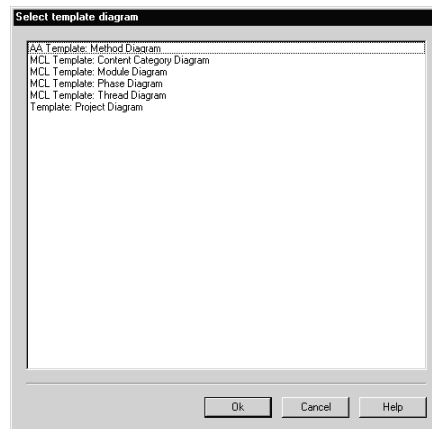 Select template diagram
AA Template: Method Diagram
MCL Template: Content Category Diagram
MCL Template: Module Diagram
MCL Template: Phase Diagram
MCL Template: Thread Diagram
Template: Project Diagram
Ok Cancel Help